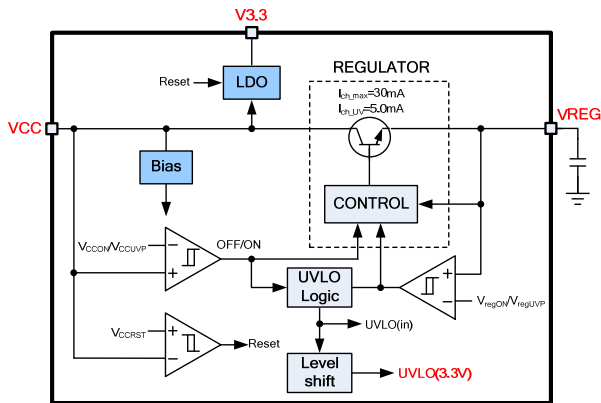 V3.3
REGULATOR
Reset
LDO
Ich_max=30mA
Ich_UV=5.0mA
VCC
VREG
Bias
CONTROL
VCCON/VCCUVP
−
+
OFF/ON
UVLO
Logic
+
−
VregON/VregUVP
UVLO(in)
VCCRST
+
−
Reset
Level
shift
UVLO(3.3V)